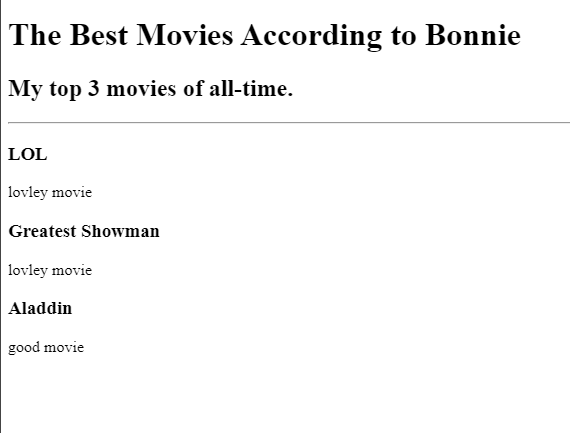 The Best Movies According to Bonnie
My top 3 movies of all-time.
LOL
lovley movie
Greatest Showman
lovley movie
Aladdin
good movie